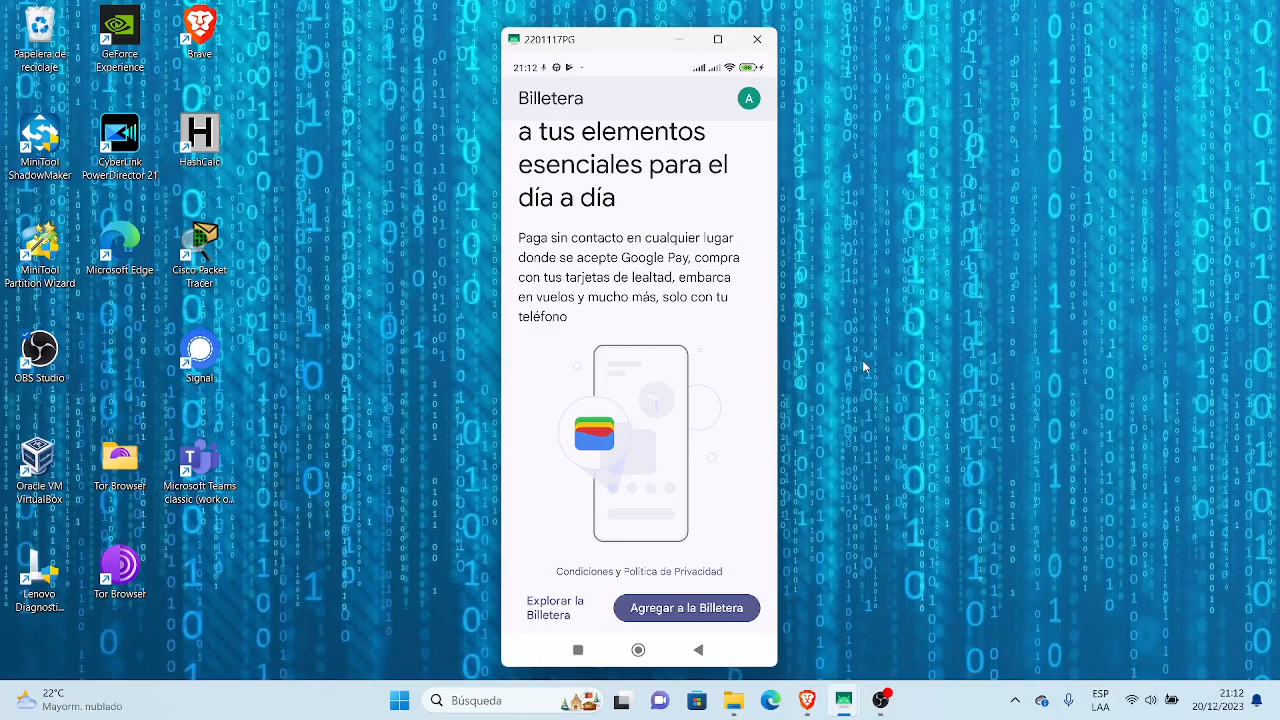 Papelera de
reciclaje
GeForce
Experience
Brave
MiniTool
ShadowMaker
CyberLink
PowerDirector 21
H
HashCalc
MiniTool
Partition Wizard
Microsoft Edge
Cisco Packet
Tracer
OBS Studio
Signal
Oracle VM
VirtualBox
Tor Browser
T
Microsoft Teams
classic (work o...
Lenovo
Diagnosti...
Tor Browser
2201117PG
21:12
86
Billetera
A
a tus elementos
esenciales para el
día a día
Paga sin contacto en cualquier lugar
donde se acepte Google Pay, compra
con tus tarjetas de lealtad, embarca
en vuelos y mucho más, solo con tu
teléfono
Condiciones y Política de Privacidad
Explorar la
Billetera
Agregar a la Billetera
22°C
Mayorm. nubado
Búsqueda
ESP
LAA
21:12
20/12/2023